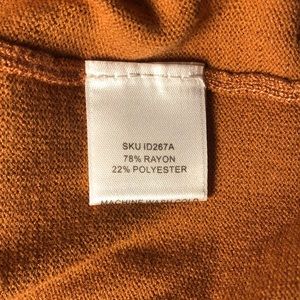 SKU ID267A
78% RAYON
22% POLYESTER
MACHINE WASH COLD